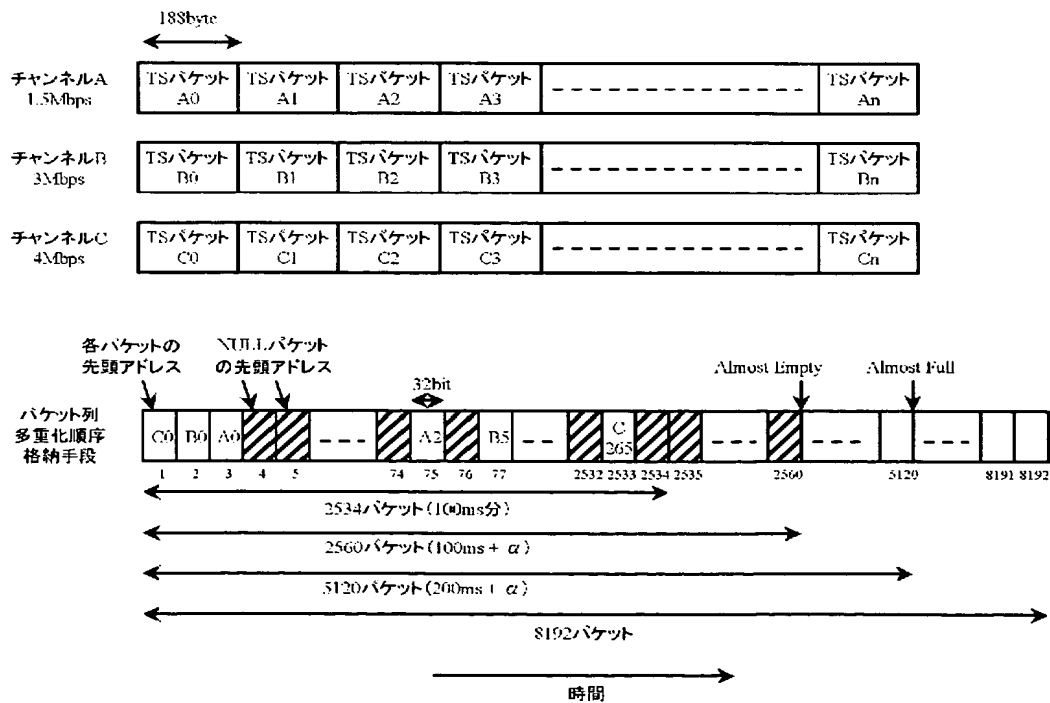 188byte
チャンネルA
1.5Mbps
TSパケット
A0
TSパケット
A1
TSパケット
A2
TSパケット
A3
TSパケット
An
チャンネルB
3Mbps
TSパケット
B0
TSパケット
B1
TSパケット
B2
TSパケット
B3
TSパケット
Bn
チャンネルC
4Mbps
TSパケット
C0
TSパケット
C1
TSパケット
C2
TSパケット
C3
TSパケット
Cn
各パケットの
先頭アドレス
NULLパケット
の先頭アドレス
32bit
Almost Empty
Almost Full
パケット列
多重化順序
格納手段
C0 B0 A0 A2 B5 C 265
1 2 3 4 5 74 75 76 77 2532 2533 2534 2535 2560 5120 8191 8192
2534パケット(100ms分)
2560パケット(100ms + α)
5120パケット(200ms + α)
8192パケット
時間